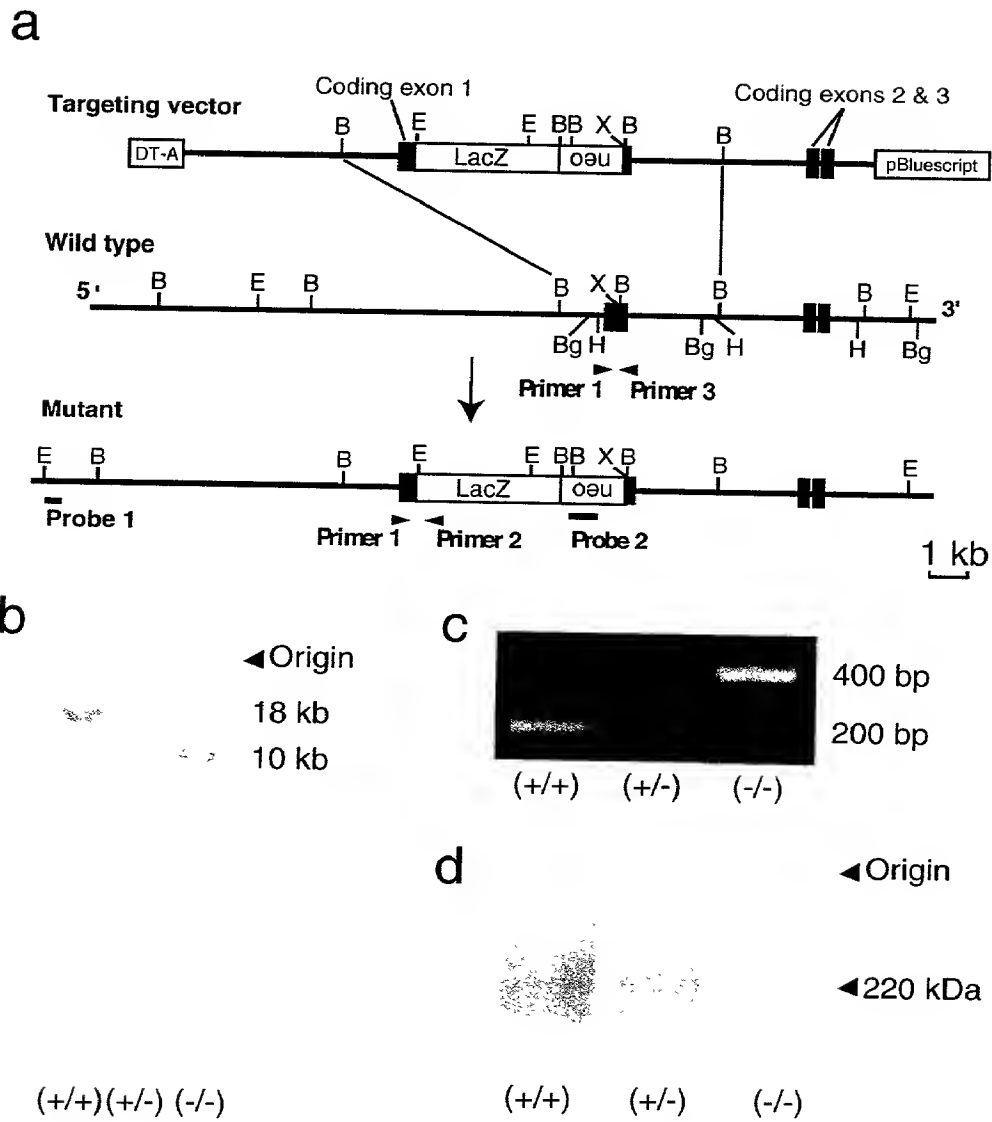 a
Coding exon 1
Coding exons 2 & 3
Targeting vector
B E E BB X B B
DT-A LacZ neo pBluescript
Wild type
5' B E B B X B B B E 3'
Bg H Bg H H Bg
Primer 1 Primer 3
Mutant
E B B E E BB X B B E
LacZ neo
Probe 1 Primer 1 Primer 2 Probe 2
1 kb
b
Origin
18 kb
10 kb
(+/+) (+/-) (-/-)
c
400 bp
200 bp
(+/+) (+/-) (-/-)
d
Origin
220 kDa
(+/+) (+/-) (-/-)